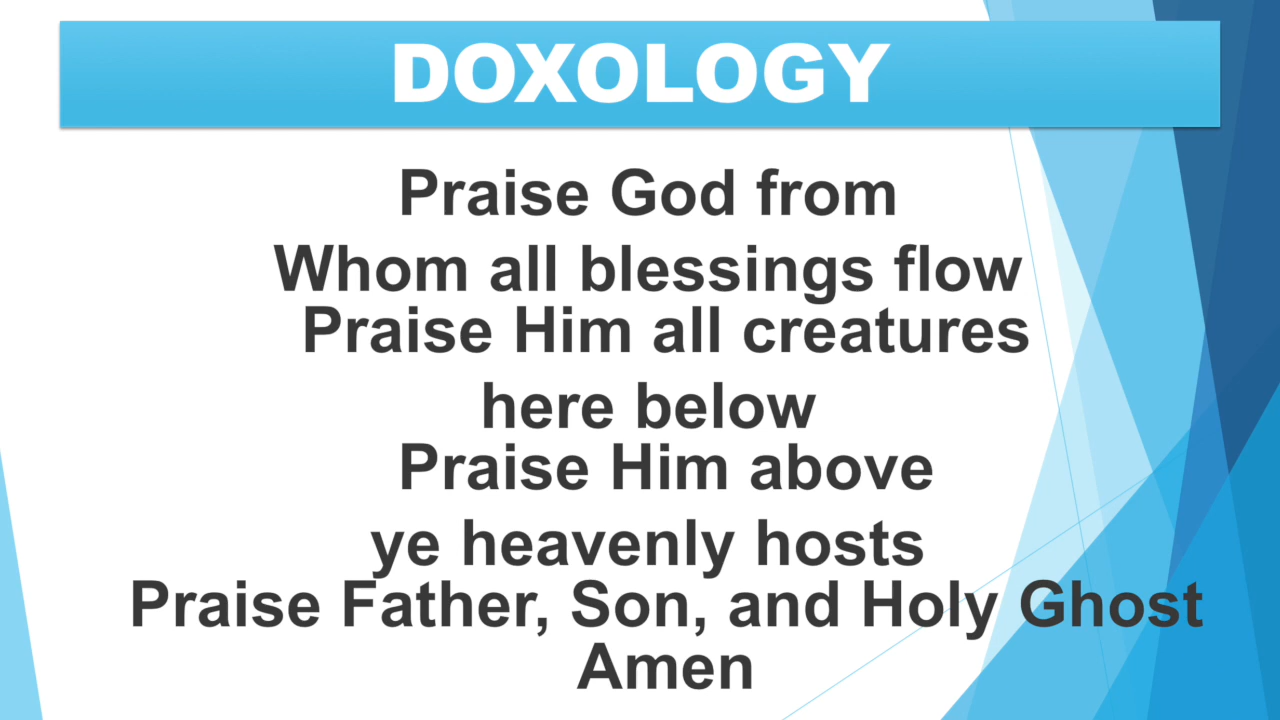 DOXOLOGY
Praise God from
Whom all blessings flow
Praise Him all creatures
here below
Praise Him above
ye heavenly hosts
Praise Father, Son, and Holy Ghost
Amen